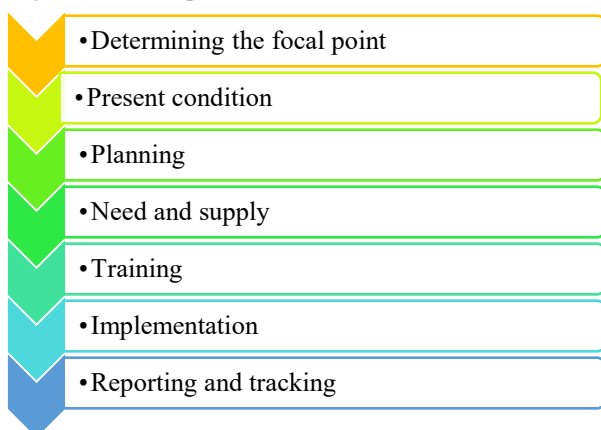 •Determining the focal point
•Present condition
•Planning
•Need and supply
•Training
•Implementation
•Reporting and tracking